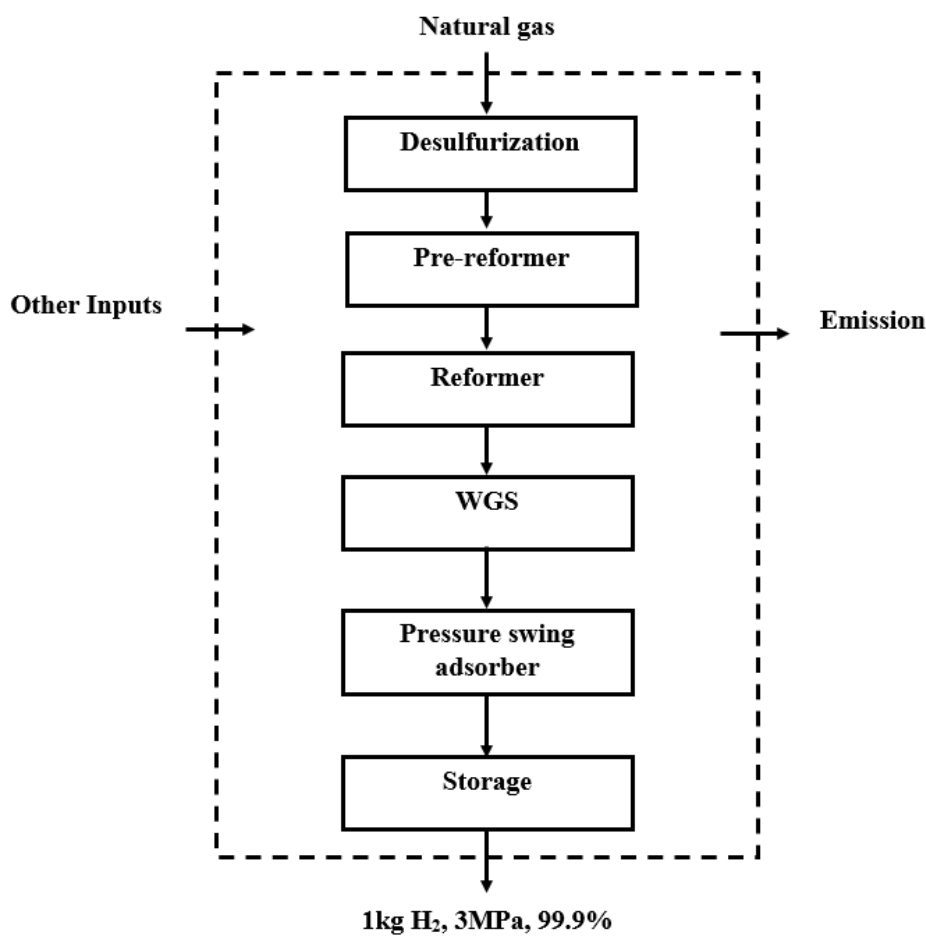 Natural gas
Desulfurization
Pre-reformer
Other Inputs
Emission
Reformer
WGS
Pressure swing
adsorber
Storage
1kg H₂, 3MPa, 99.9%